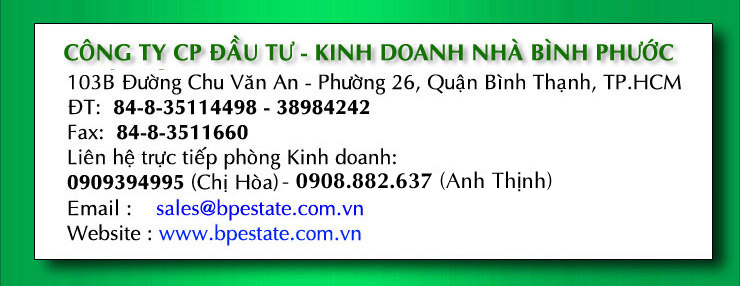 CÔNG TY CP ĐẦU TƯ - KINH DOANH NHÀ BÌNH PHƯỚC
103B Đường Chu Văn An - Phường 26, Quận Bình Thạnh, TP.HCM
ĐT: 84-8-35114498 - 38984242
Fax: 84-8-3511660
Liên hệ trực tiếp phòng Kinh doanh:
0909394995 (Chị Hòa) - 0908.882.637 (Anh Thịnh)
Email : sales@bpestate.com.vn
Website : www.bpestate.com.vn